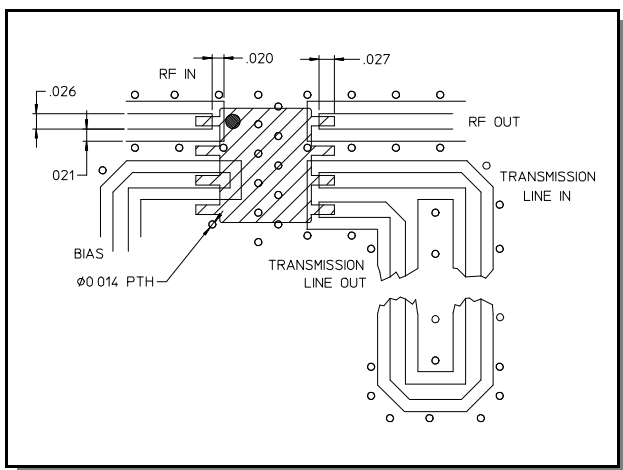 .020
.027
RF IN
.026
RF OUT
021
TRANSMISSION
LINE IN
BIAS
TRANSMISSION
LINE OUT
Ø0 014 PTH